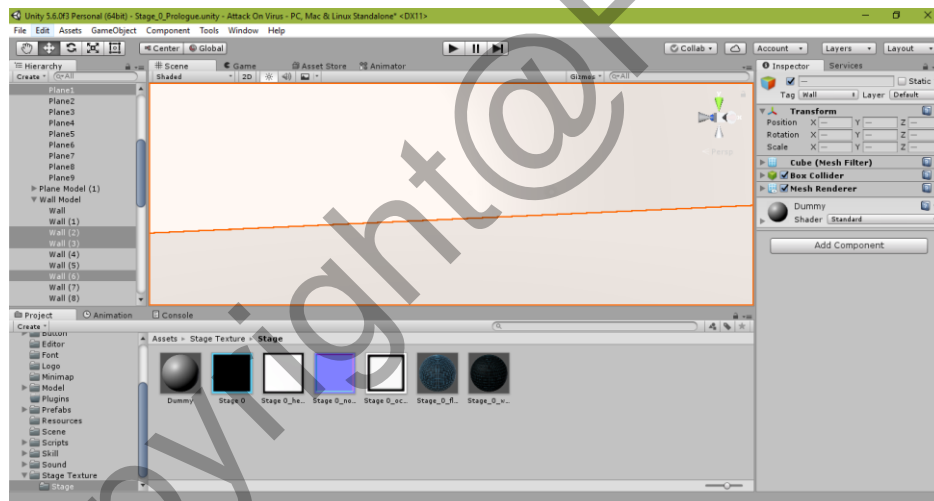 Unity 5.6.0f3 Personal (64bit) - Stage_0_Prologue.unity - Attack On Virus - PC, Mac & Linux Standalone* <DX11>
File Edit Assets GameObject Component Tools Window Help
Center Global Collab Account Layers Layout
Hierarchy Scene Game Asset Store Animator Inspector Services
Create All Shaded 2D Gizmos All Static
Plane1 Tag Wall Layer Default
Plane2
Plane3 Transform
Plane4 Position X — Y — Z —
Plane5 Rotation X — Y — Z —
Plane6 Scale X — Y — Z —
Plane7 Persp
Plane8 Cube (Mesh Filter)
Plane9 Box Collider
Plane Model (1) Mesh Renderer
Wall Model
Wall Dummy
Wall (1) Shader Standard
Wall (2)
Wall (3) Add Component
Wall (4)
Wall (5)
Wall (6)
Wall (7)
Wall (8)
Project Animation Console
Create
Button Assets Stage Texture Stage
Editor
Font
Logo
Minimap
Model
Plugins Dummy Stage 0 Stage 0_he... Stage 0_no... Stage 0_oc... Stage_0_fl... Stage_0_w...
Prefabs
Resources
Scene
Scripts
Skill
Sound
Stage Texture
Stage